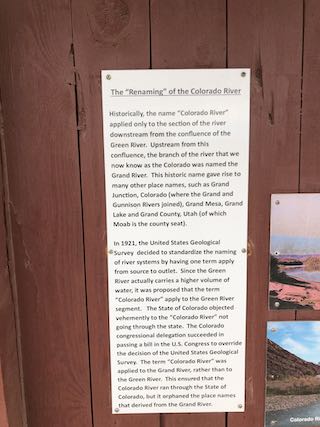 The "Renaming" of the Colorado River
Historically, the name "Colorado River"
applied only to the section of the river
downstream from the confluence of the
Green River. Upstream from this
confluence, the branch of the river that we
now know as the Colorado was named the
Grand River. This historic name gave rise to
many other place names, such as Grand
Junction, Colorado (where the Grand and
Gunnison Rivers joined), Grand Mesa, Grand
Lake and Grand County, Utah (of which
Moab is the county seat).
In 1921, the United States Geological
Survey decided to standardize the naming
of river systems by having one term apply
from source to outlet. Since the Green
River actually carries a higher volume of
water, it was proposed that the term
"Colorado River" apply to the Green River
segment. The State of Colorado objected
vehemently to the "Colorado River" not
going through the state. The Colorado
congressional delegation succeeded in
passing a bill in the U.S. Congress to override
the decision of the United States Geological
Survey. The term "Colorado River" was
applied to the Grand River, rather than to
the Green River. This ensured that the
Colorado River ran through the State of
Colorado, but it orphaned the place names
that derived from the Grand River.
Colorado